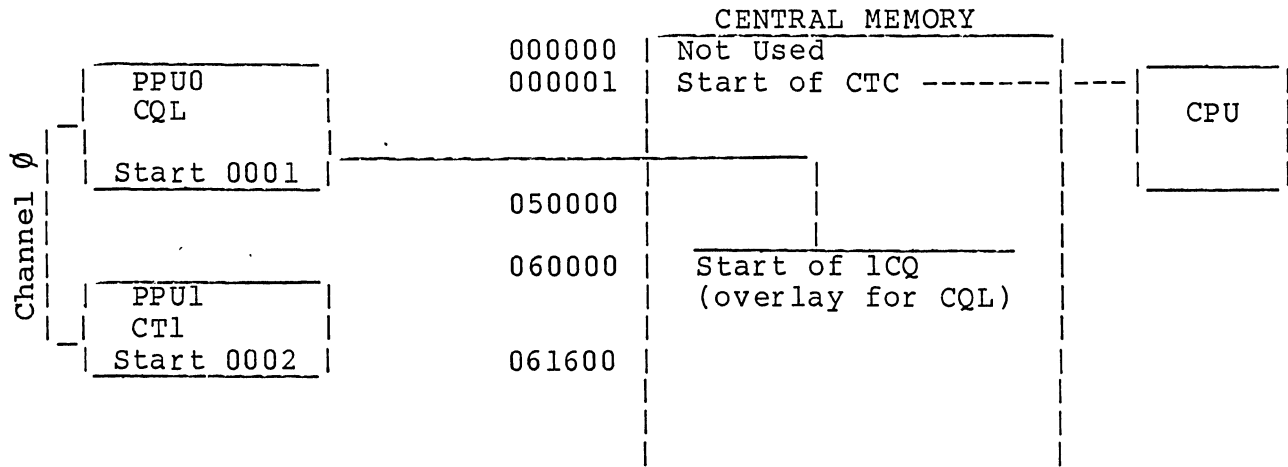 CENTRAL MEMORY
000000 Not Used
PPU0 000001 Start of CTC CPU
CQL
Start 0001
Channel Ø
050000
060000 Start of 1CQ
PPU1 (overlay for CQL)
CT1
Start 0002 061600